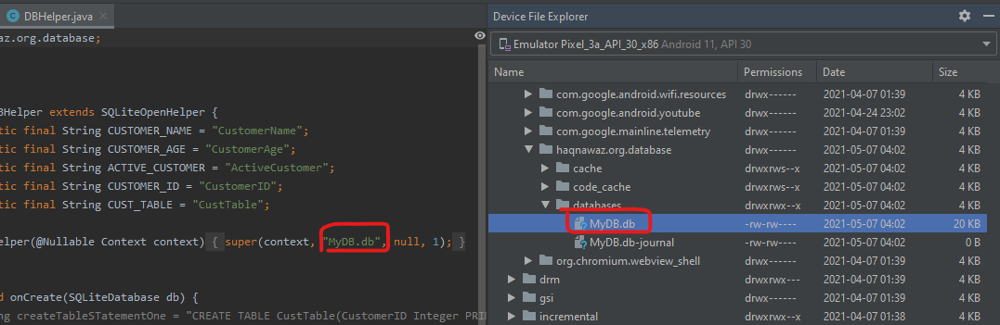 DBHelper.java
az.org.database;
BHelper extends SQLiteOpenHelper {
tic final String CUSTOMER_NAME = "CustomerName";
tic final String CUSTOMER_AGE = "CustomerAge";
tic final String ACTIVE_CUSTOMER = "ActiveCustomer";
tic final String CUSTOMER_ID = "CustomerID";
tic final String CUST_TABLE = "CustTable";
elper(@Nullable Context context) { super(context, "MyDB.db", null, 1); }
d onCreate(SQLiteDatabase db) {
ng createTableSTatementOne = "CREATE TABLE CustTable(CustomerID Integer PRI
Device File Explorer
Emulator Pixel_3a_API_30_x86 Android 11, API 30
Name Permissions Date Size
com.google.android.wifi.resources drwx------ 2021-04-07 01:39 4 KB
com.google.android.youtube drwx------ 2021-04-24 23:02 4 KB
com.google.mainline.telemetry drwx------ 2021-04-07 01:39 4 KB
haqnawaz.org.database drwx------ 2021-05-07 04:02 4 KB
cache drwxrws--x 2021-05-07 04:02 4 KB
code_cache drwxrws--x 2021-05-07 04:02 4 KB
databases drwxrwx--x 2021-05-07 04:02 4 KB
MyDB.db -rw-rw---- 2021-05-07 04:02 20 KB
MyDB.db-journal -rw-rw---- 2021-05-07 04:02 0 B
org.chromium.webview_shell drwx------ 2021-04-07 01:39 4 KB
drm drwxrwx--- 2021-04-07 01:39 4 KB
gsi drwxrwx--x 2021-04-07 01:39 4 KB
incremental drwxrwx--x 2021-04-07 01:38 4 KB